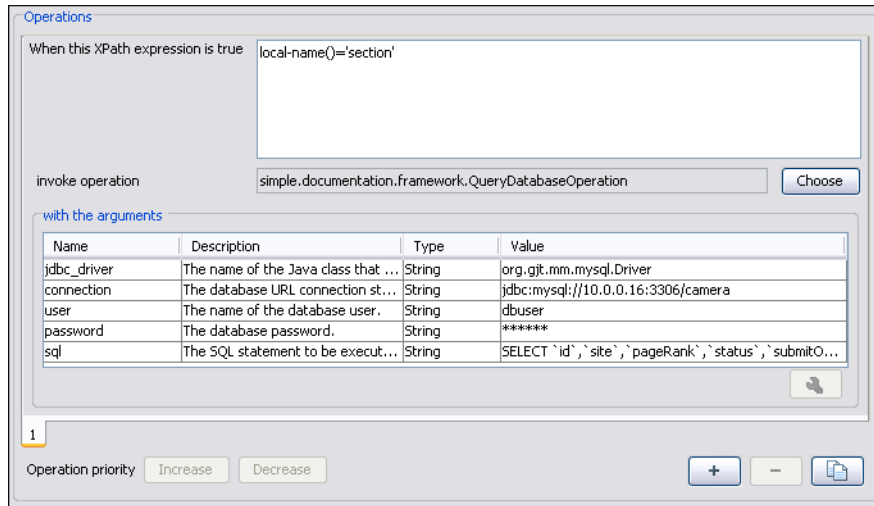 Operations
When this XPath expression is true local-name()='section'
invoke operation simple.documentation.framework.QueryDatabaseOperation Choose
with the arguments
Name Description Type Value
jdbc_driver The name of the Java class that ... String org.gjt.mm.mysql.Driver
connection The database URL connection st... String jdbc:mysql://10.0.0.16:3306/camera
user The name of the database user. String dbuser
password The database password. String ******
sql The SQL statement to be execut... String SELECT `id`,`site`,`pageRank`,`status`,`submitO...
1
Operation priority Increase Decrease + −